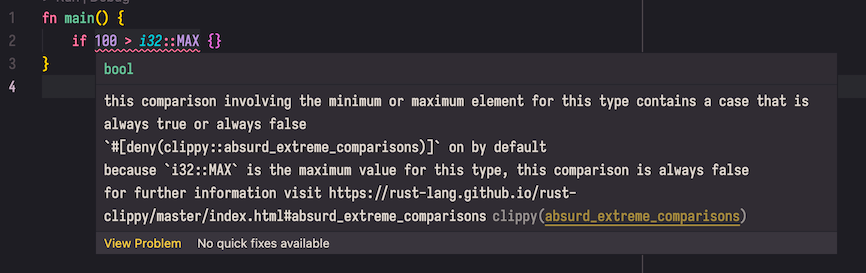 1 fn main() {
2 if 100 > i32::MAX {}
3 }
4
bool
this comparison involving the minimum or maximum element for this type contains a case that is
always true or always false
`#[deny(clippy::absurd_extreme_comparisons)]` on by default
because `i32::MAX` is the maximum value for this type, this comparison is always false
for further information visit https://rust-lang.github.io/rust-
clippy/master/index.html#absurd_extreme_comparisons clippy(absurd_extreme_comparisons)
View Problem No quick fixes available